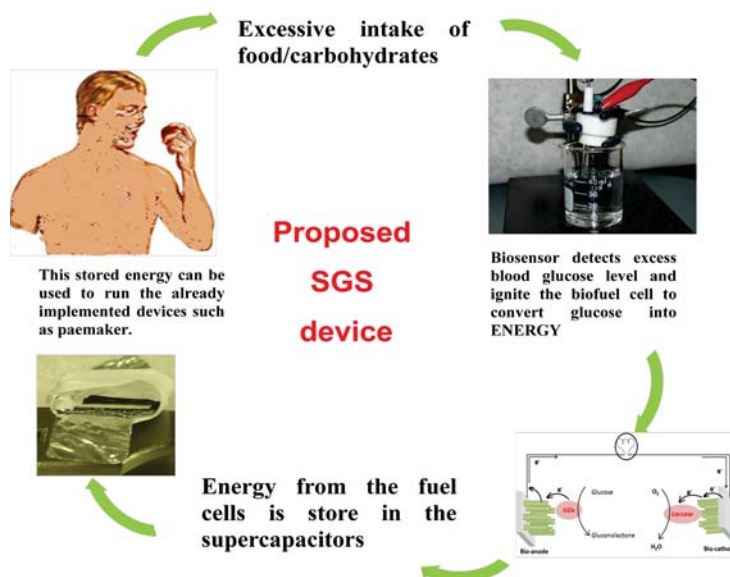 Excessive intake of
food/carbohydrates
Proposed
SGS
device
This stored energy can be
used to run the already
implemented devices such
as paemaker.
Biosensor detects excess
blood glucose level and
ignite the biofuel cell to
convert glucose into
ENERGY
Energy from the fuel
cells is store in the
supercapacitors
e-
e-
e-
e-
e-
e-
Glucose
O₂
GOx
Laccase
Gluconolactone
H₂O
Bio-anode
Bio-catho